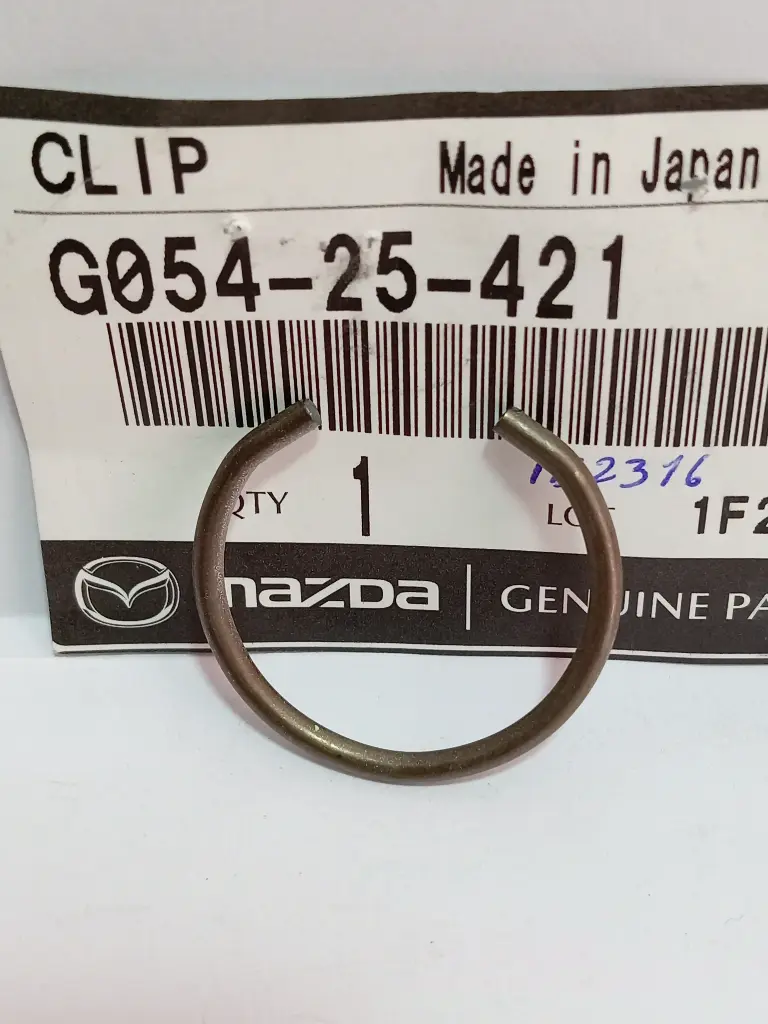 CLIP Made in Japan
G054-25-421
QTY 1 LOT 1F2
mazda GENUINE PA